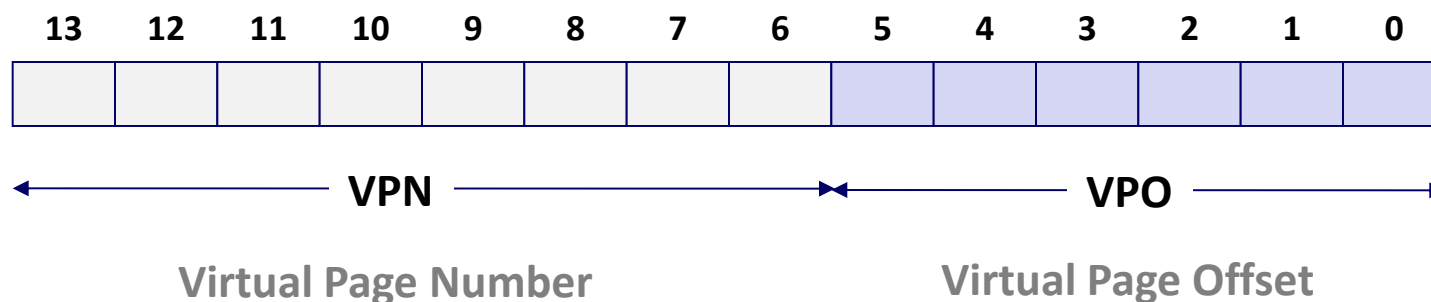 13 12 11 10 9 8 7 6 5 4 3 2 1 0
VPN VPO
Virtual Page Number Virtual Page Offset